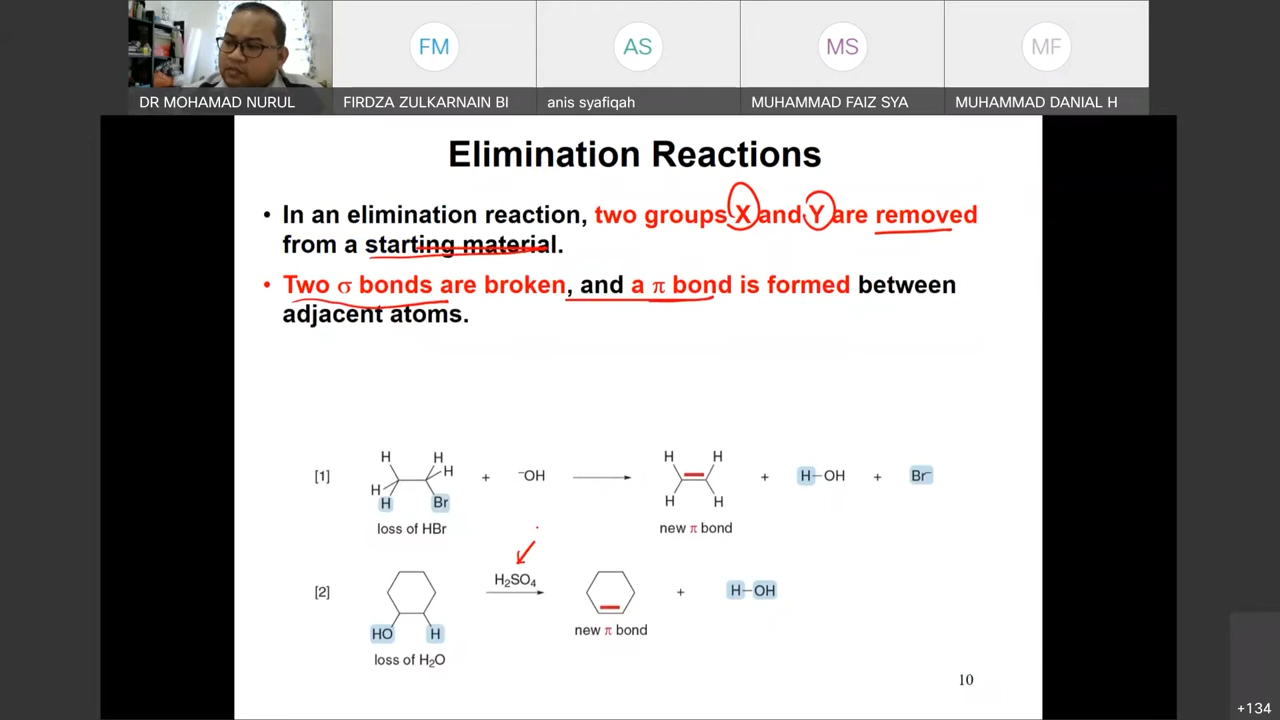 FM
AS
MS
MF
DR MOHAMAD NURUL
FIRDZA ZULKARNAIN BI
anis syafiqah
MUHAMMAD FAIZ SYA
MUHAMMAD DANIAL H
Elimination Reactions
• In an elimination reaction, two groups X and Y are removed
from a starting material.
• Two σ bonds are broken, and a π bond is formed between
adjacent atoms.
[1]
H H H H H Br
+
⁻OH
H H H H
+
H–OH
+
Br⁻
loss of HBr
new π bond
[2]
HO H
H₂SO₄
+
H–OH
loss of H₂O
new π bond
10
+134